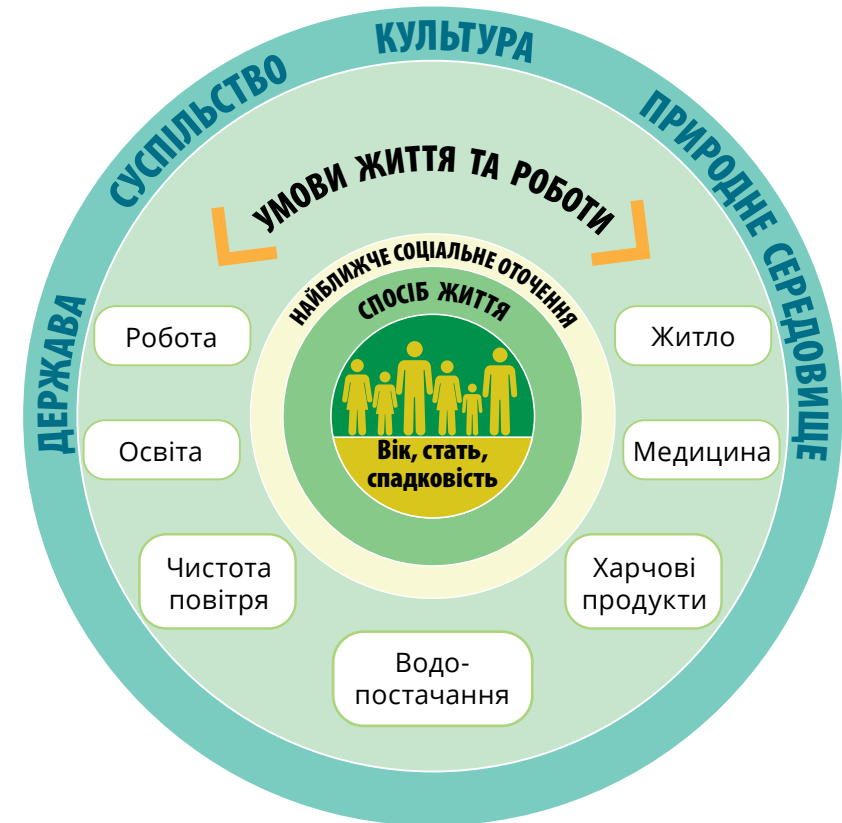 КУЛЬТУРА
СУСПІЛЬСТВО
ПРИРОДНЕ СЕРЕДОВИЩЕ
ДЕРЖАВА
УМОВИ ЖИТТЯ ТА РОБОТИ
НАЙБЛИЖЧЕ СОЦІАЛЬНЕ ОТОЧЕННЯ
СПОСІБ ЖИТТЯ
Вік, стать,
спадковість
Робота
Житло
Освіта
Медицина
Чистота
повітря
Харчові
продукти
Водо-
постачання